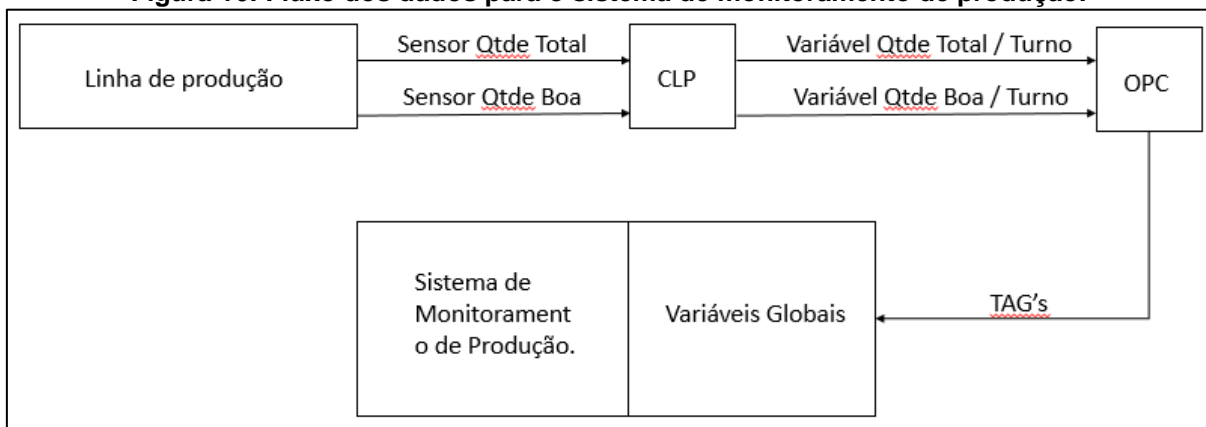 Sensor Qtde Total
Variável Qtde Total / Turno
Linha de produção
CLP
OPC
Sensor Qtde Boa
Variável Qtde Boa / Turno
Sistema de
Monitorament
o de Produção.
Variáveis Globais
TAG's